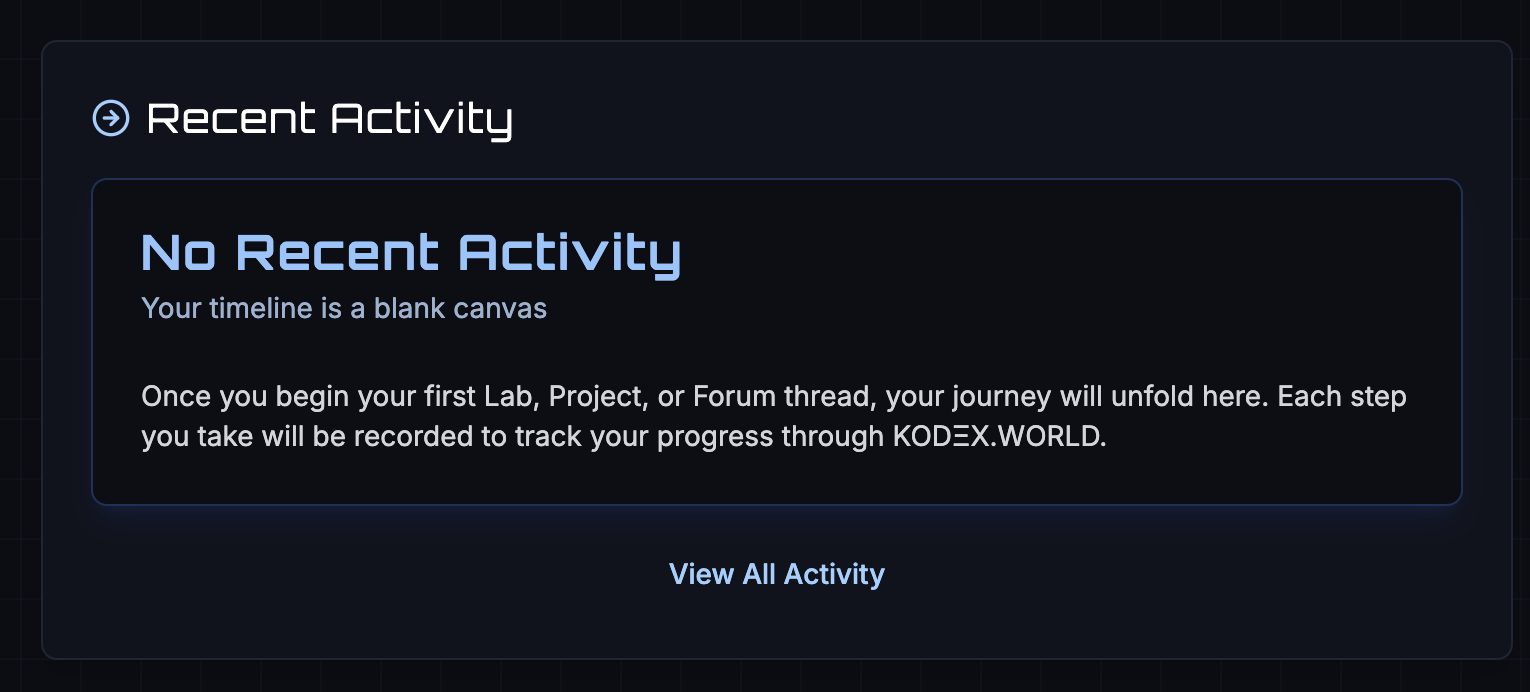 Recent Activity
No Recent Activity
Your timeline is a blank canvas
Once you begin your first Lab, Project, or Forum thread, your journey will unfold here. Each step
you take will be recorded to track your progress through KODΞX.WORLD.
View All Activity